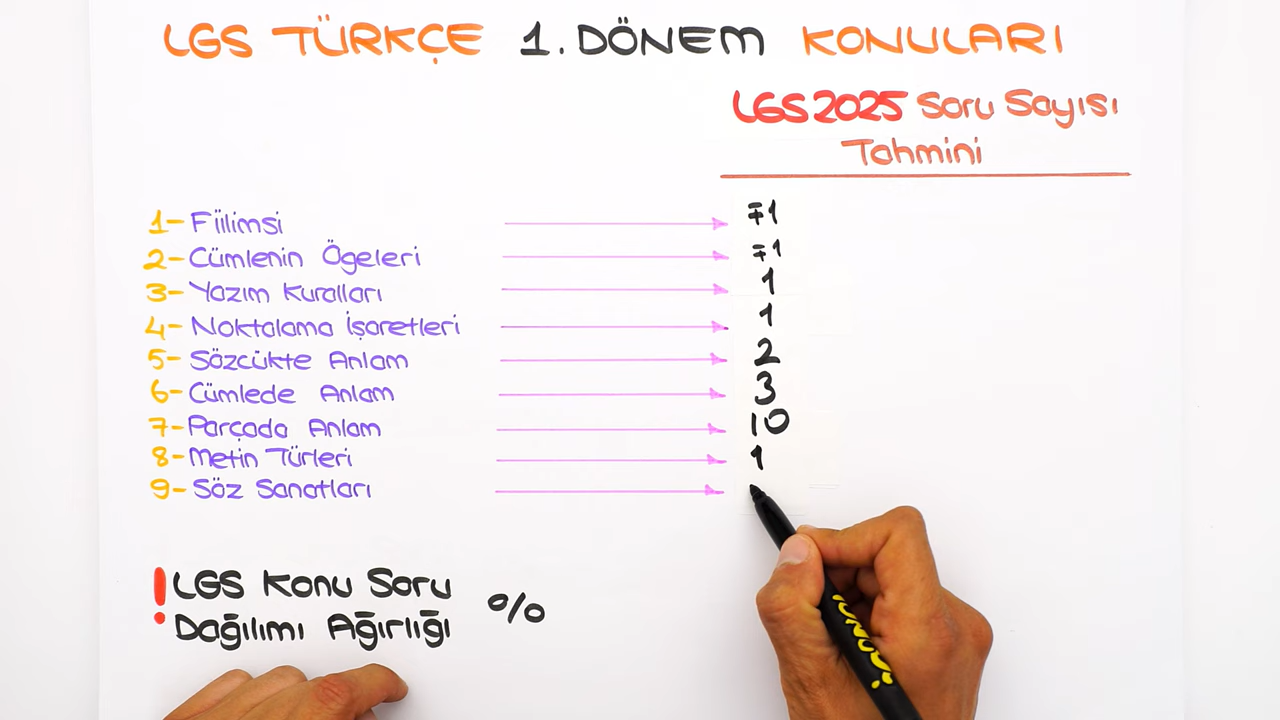 LGS TÜRKÇE 1. DÖNEM KONULARI
LGS 2025 Soru Sayısı
Tahmini
1- Fiilimsi → ∓1
2- Cümlenin Ögeleri → ∓1
3- Yazım Kuralları → 1
4- Noktalama İşaretleri → 1
5- Sözcükte Anlam → 2
6- Cümlede Anlam → 3
7- Parçada Anlam → 10
8- Metin Türleri → 1
9- Söz Sanatları →
! LGS Konu Soru
Dağılımı Ağırlığı %